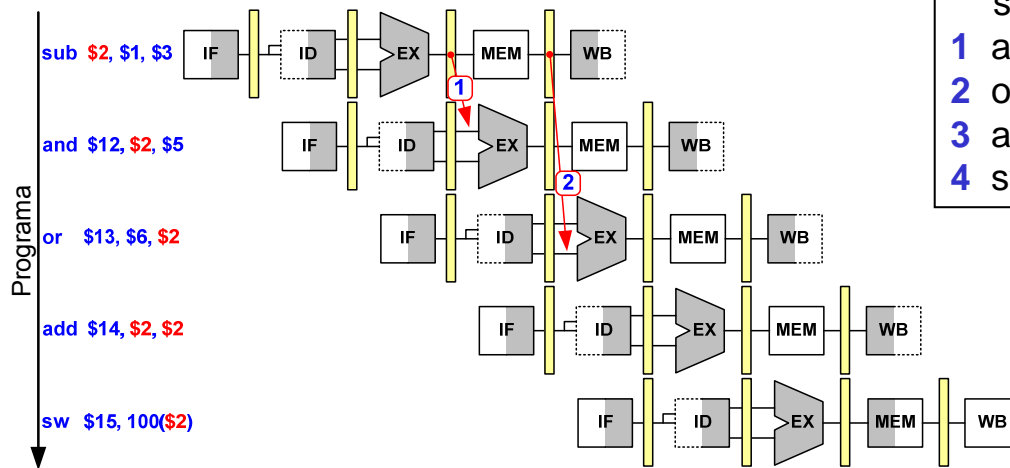 sub $2, $1, $3 IF ID EX MEM WB
1
and $12, $2, $5 IF ID EX MEM WB
2
or $13, $6, $2 IF ID EX MEM WB
add $14, $2, $2 IF ID EX MEM WB
sw $15, 100($2) IF ID EX MEM WB
Programa
1
2
3
4